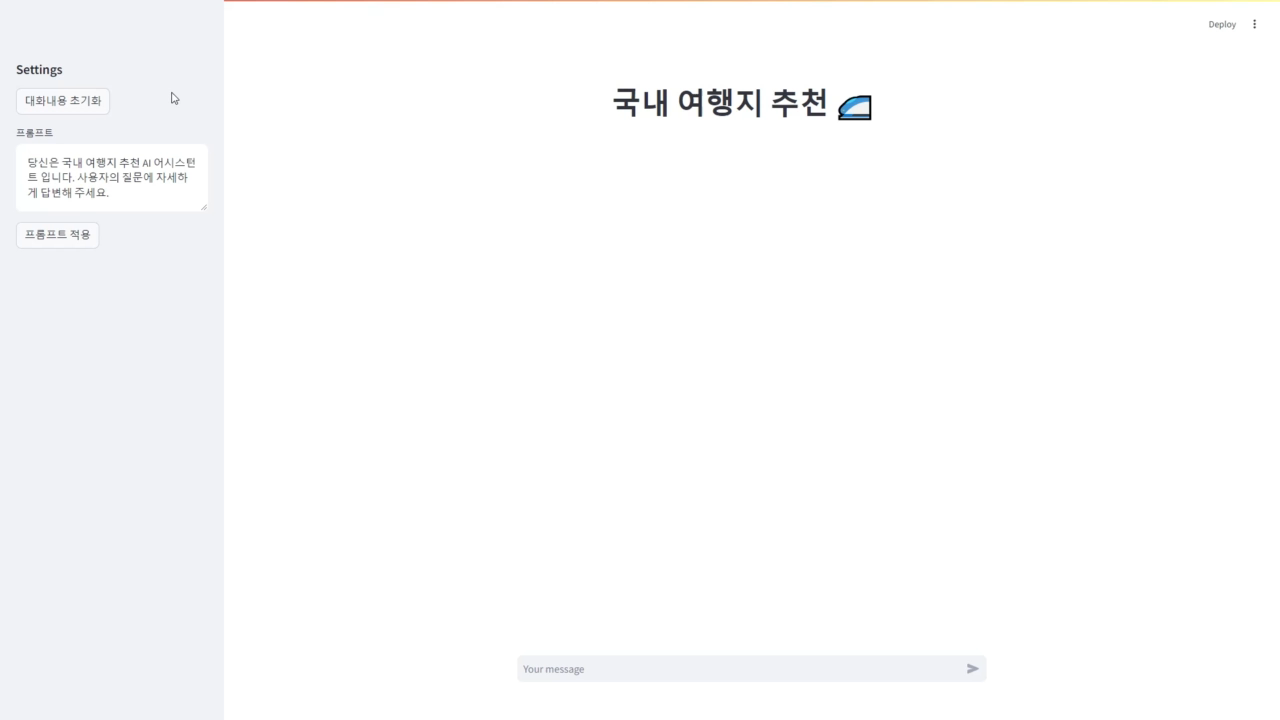 Deploy
Settings
대화내용 초기화
프롬프트
당신은 국내 여행지 추천 AI 어시스턴
트 입니다. 사용자의 질문에 자세하
게 답변해 주세요.
프롬프트 적용
국내 여행지 추천
Your message